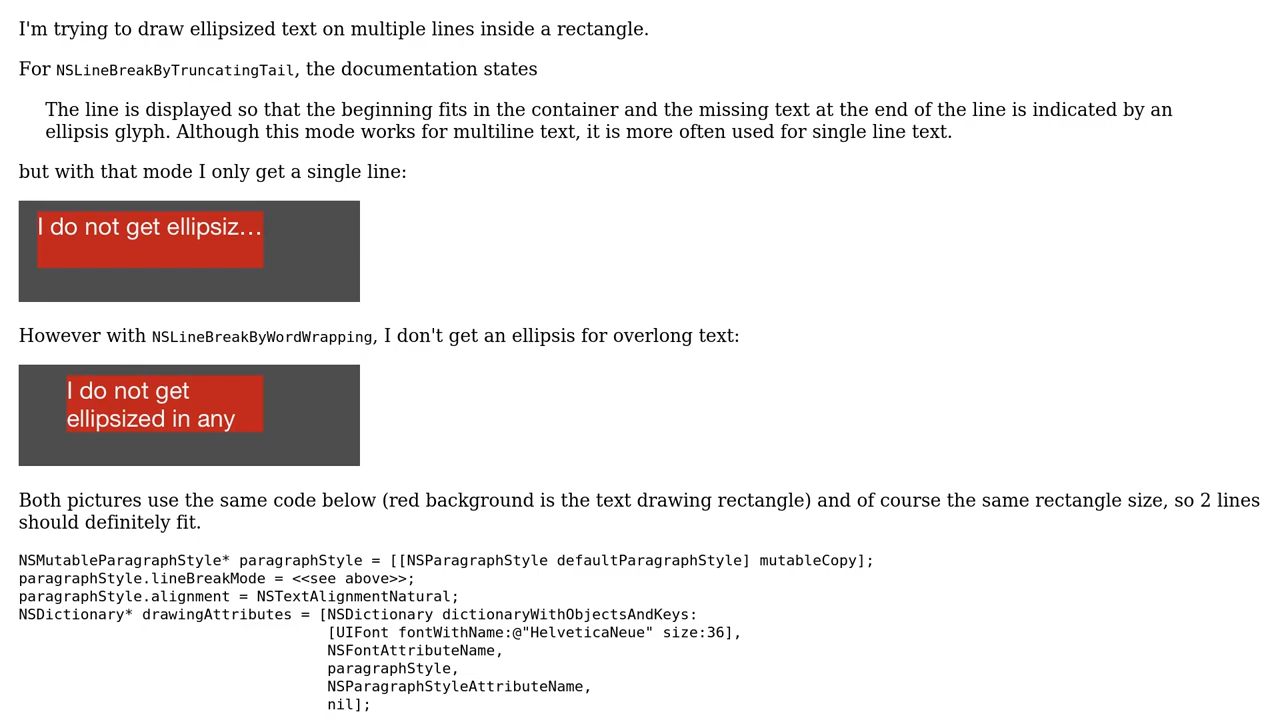 I'm trying to draw ellipsized text on multiple lines inside a rectangle.
For NSLineBreakByTruncatingTail, the documentation states
The line is displayed so that the beginning fits in the container and the missing text at the end of the line is indicated by an
ellipsis glyph. Although this mode works for multiline text, it is more often used for single line text.
but with that mode I only get a single line:
I do not get ellipsiz…
However with NSLineBreakByWordWrapping, I don't get an ellipsis for overlong text:
I do not get
ellipsized in any
Both pictures use the same code below (red background is the text drawing rectangle) and of course the same rectangle size, so 2 lines
should definitely fit.
NSMutableParagraphStyle* paragraphStyle = [[NSParagraphStyle defaultParagraphStyle] mutableCopy];
paragraphStyle.lineBreakMode = <<see above>>;
paragraphStyle.alignment = NSTextAlignmentNatural;
NSDictionary* drawingAttributes = [NSDictionary dictionaryWithObjectsAndKeys:
[UIFont fontWithName:@"HelveticaNeue" size:36],
NSFontAttributeName,
paragraphStyle,
NSParagraphStyleAttributeName,
nil];